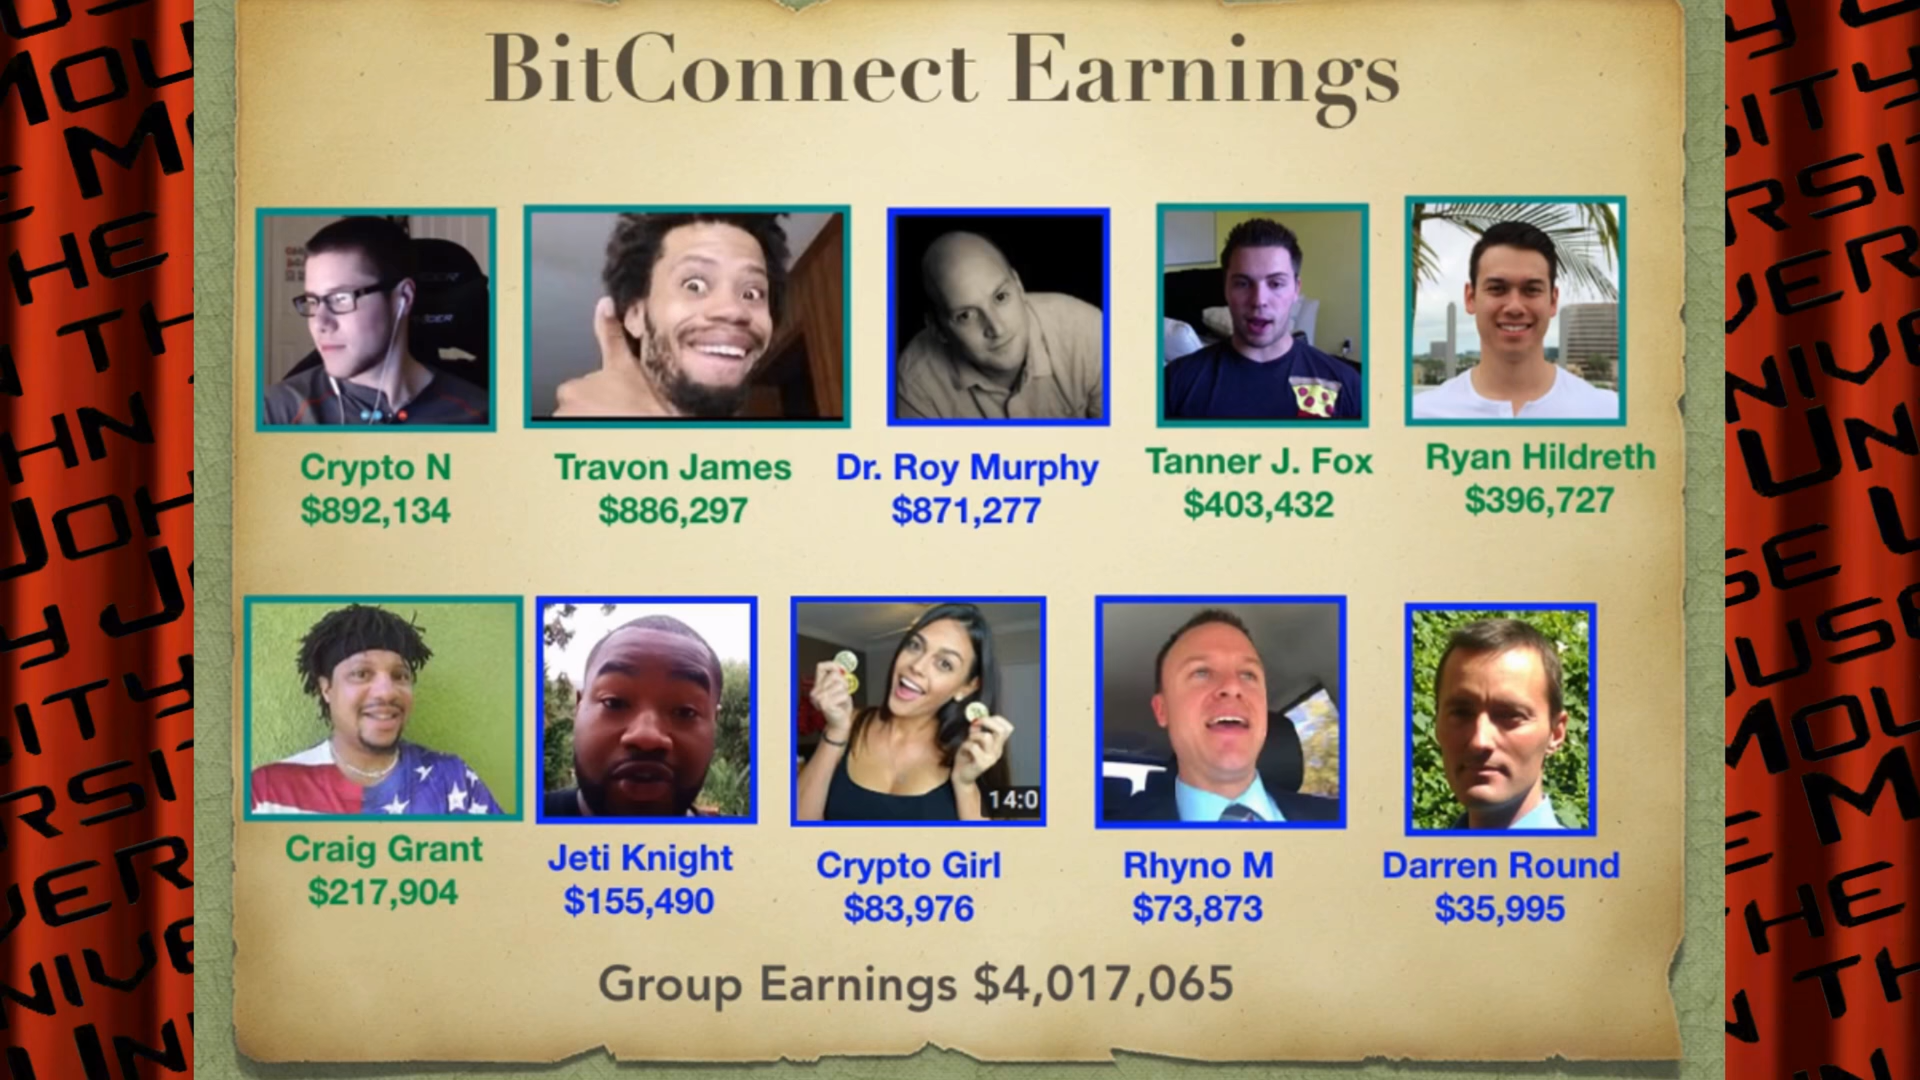 BitConnect Earnings
Crypto N
$892,134
Travon James
$886,297
Dr. Roy Murphy
$871,277
Tanner J. Fox
$403,432
Ryan Hildreth
$396,727
Craig Grant
$217,904
Jeti Knight
$155,490
14:0
Crypto Girl
$83,976
Rhyno M
$73,873
Darren Round
$35,995
Group Earnings $4,017,065